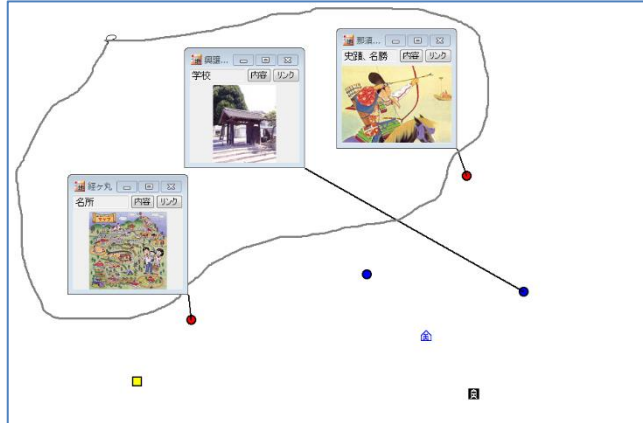 那須...
史蹟、名勝 内容 リンク
興譲...
学校 内容 リンク
経ヶ丸
名所 内容 リンク